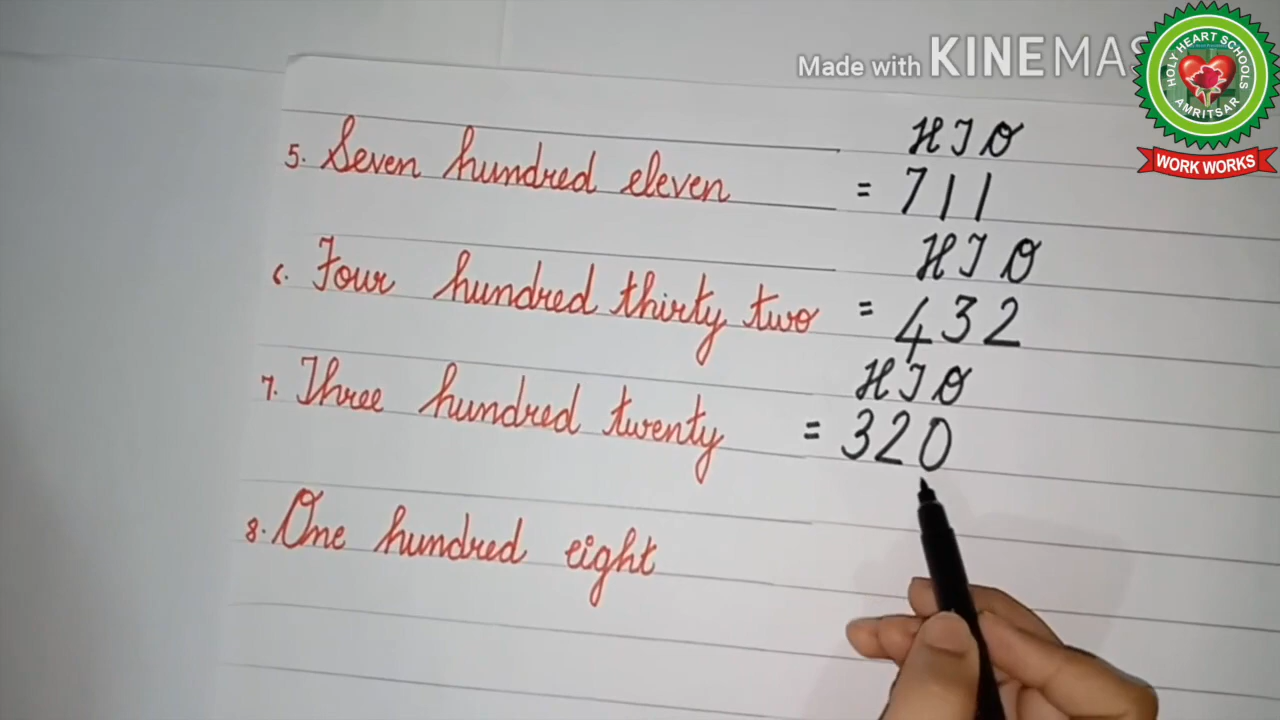 Made with KINEMAS
HOLY HEART SCHOOLS
AMRITSAR
WORK WORKS
H T O
5. Seven hundred eleven = 711
H T O
6. Four hundred thirty two = 432
H T O
7. Three hundred twenty = 320
8. One hundred eight